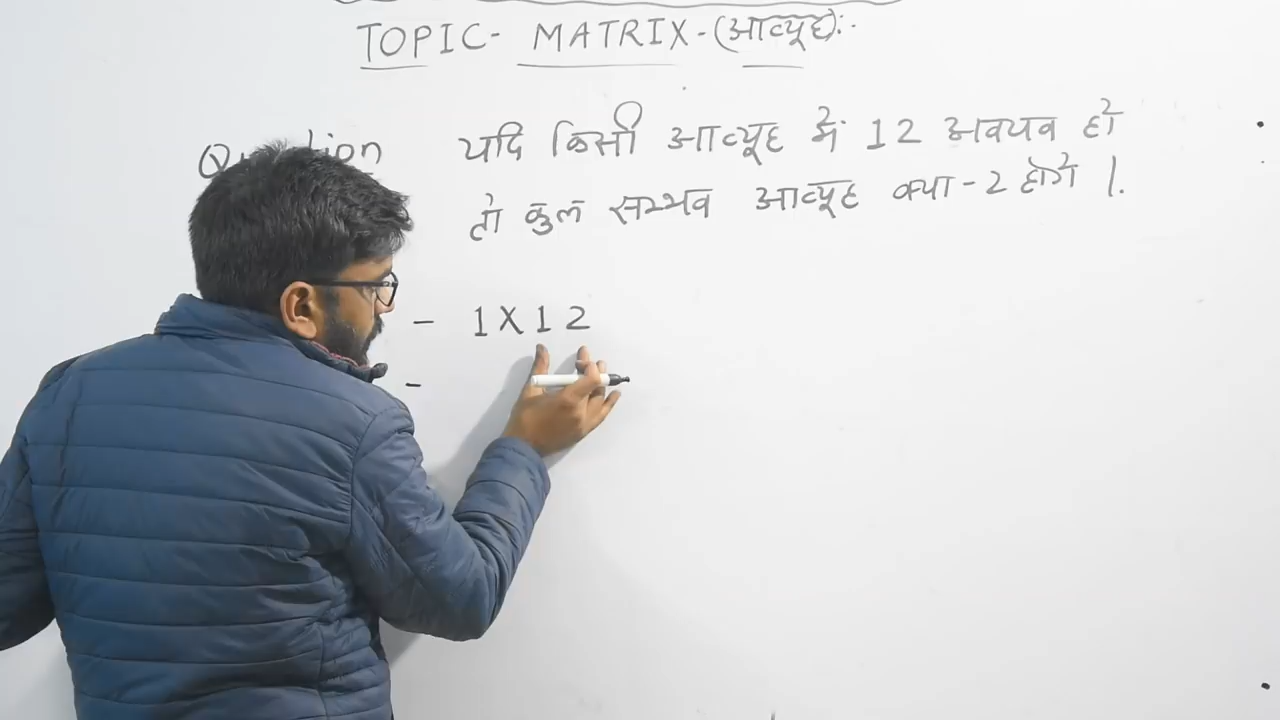 TOPIC- MATRIX-(आव्यूह):-
यदि किसी आव्यूह में 12 अवयव हो
तो कुल सम्भव आव्यूह क्या-2 होगे ।.
- 1X12
-